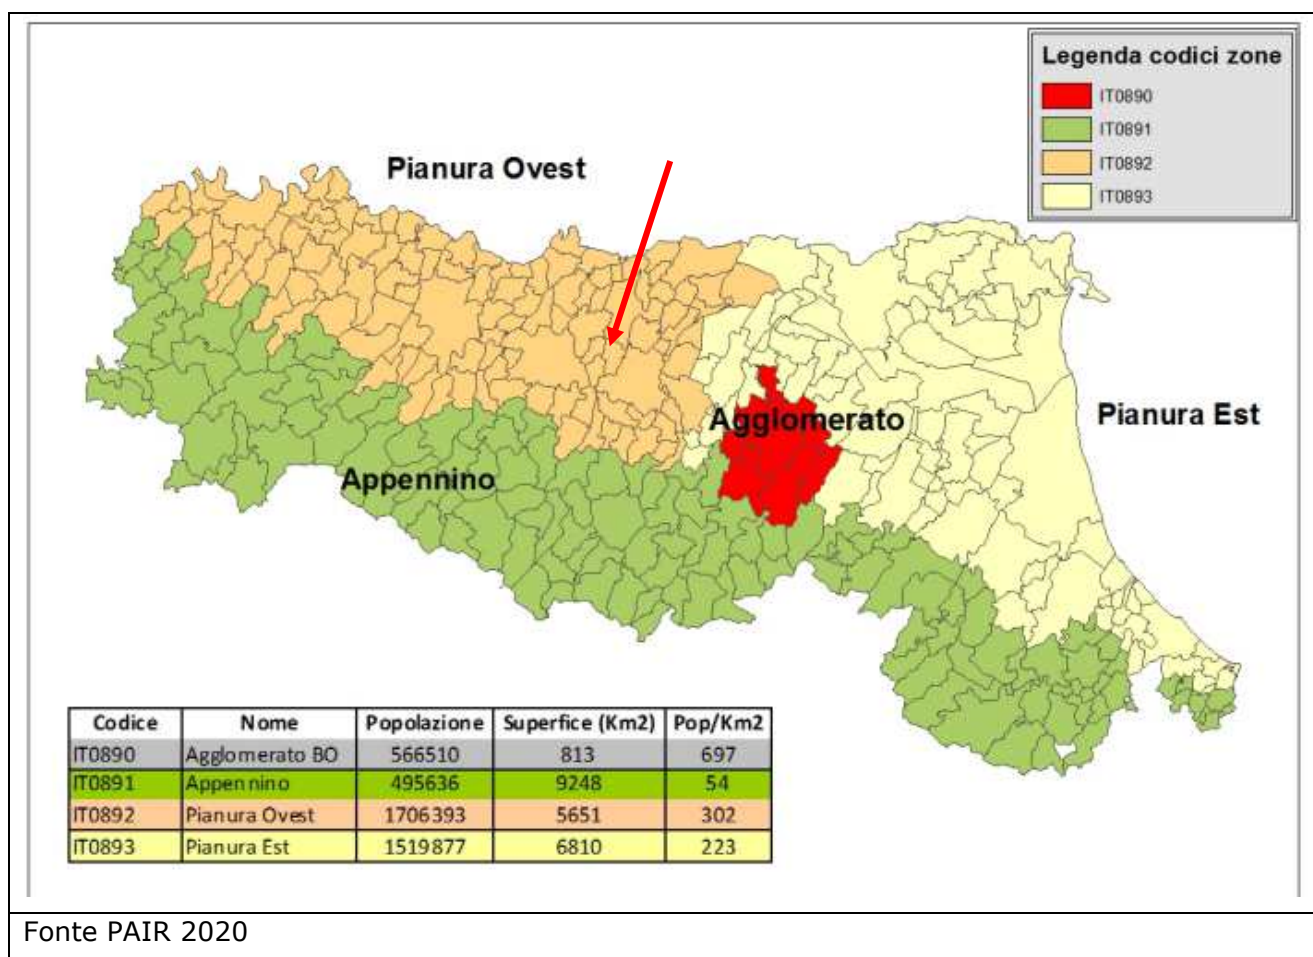 Legenda codici zone
IT0890
IT0891
IT0892
IT0893
Pianura Ovest
Agglomerato
Pianura Est
Appennino
Codice Nome Popolazione Superfice (Km2) Pop/Km2
IT0890 Agglomerato BO 566510 813 697
IT0891 Appennino 495636 9248 54
IT0892 Pianura Ovest 1706393 5651 302
IT0893 Pianura Est 1519877 6810 223
Fonte PAIR 2020